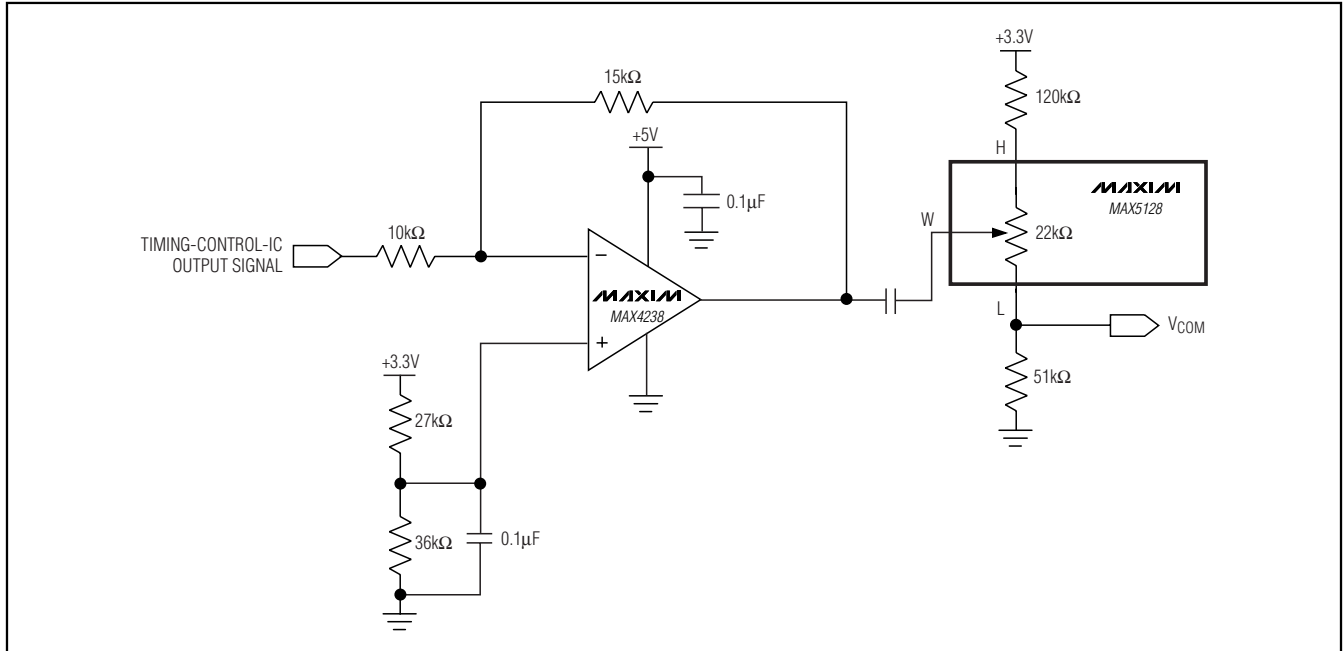 +3.3V
15kΩ
120kΩ
+5V
H
MAXIM
MAX5128
0.1µF
W
22kΩ
TIMING-CONTROL-IC
OUTPUT SIGNAL
10kΩ
−
MAXIM
MAX4238
+
L
VCOM
+3.3V
51kΩ
27kΩ
36kΩ
0.1µF